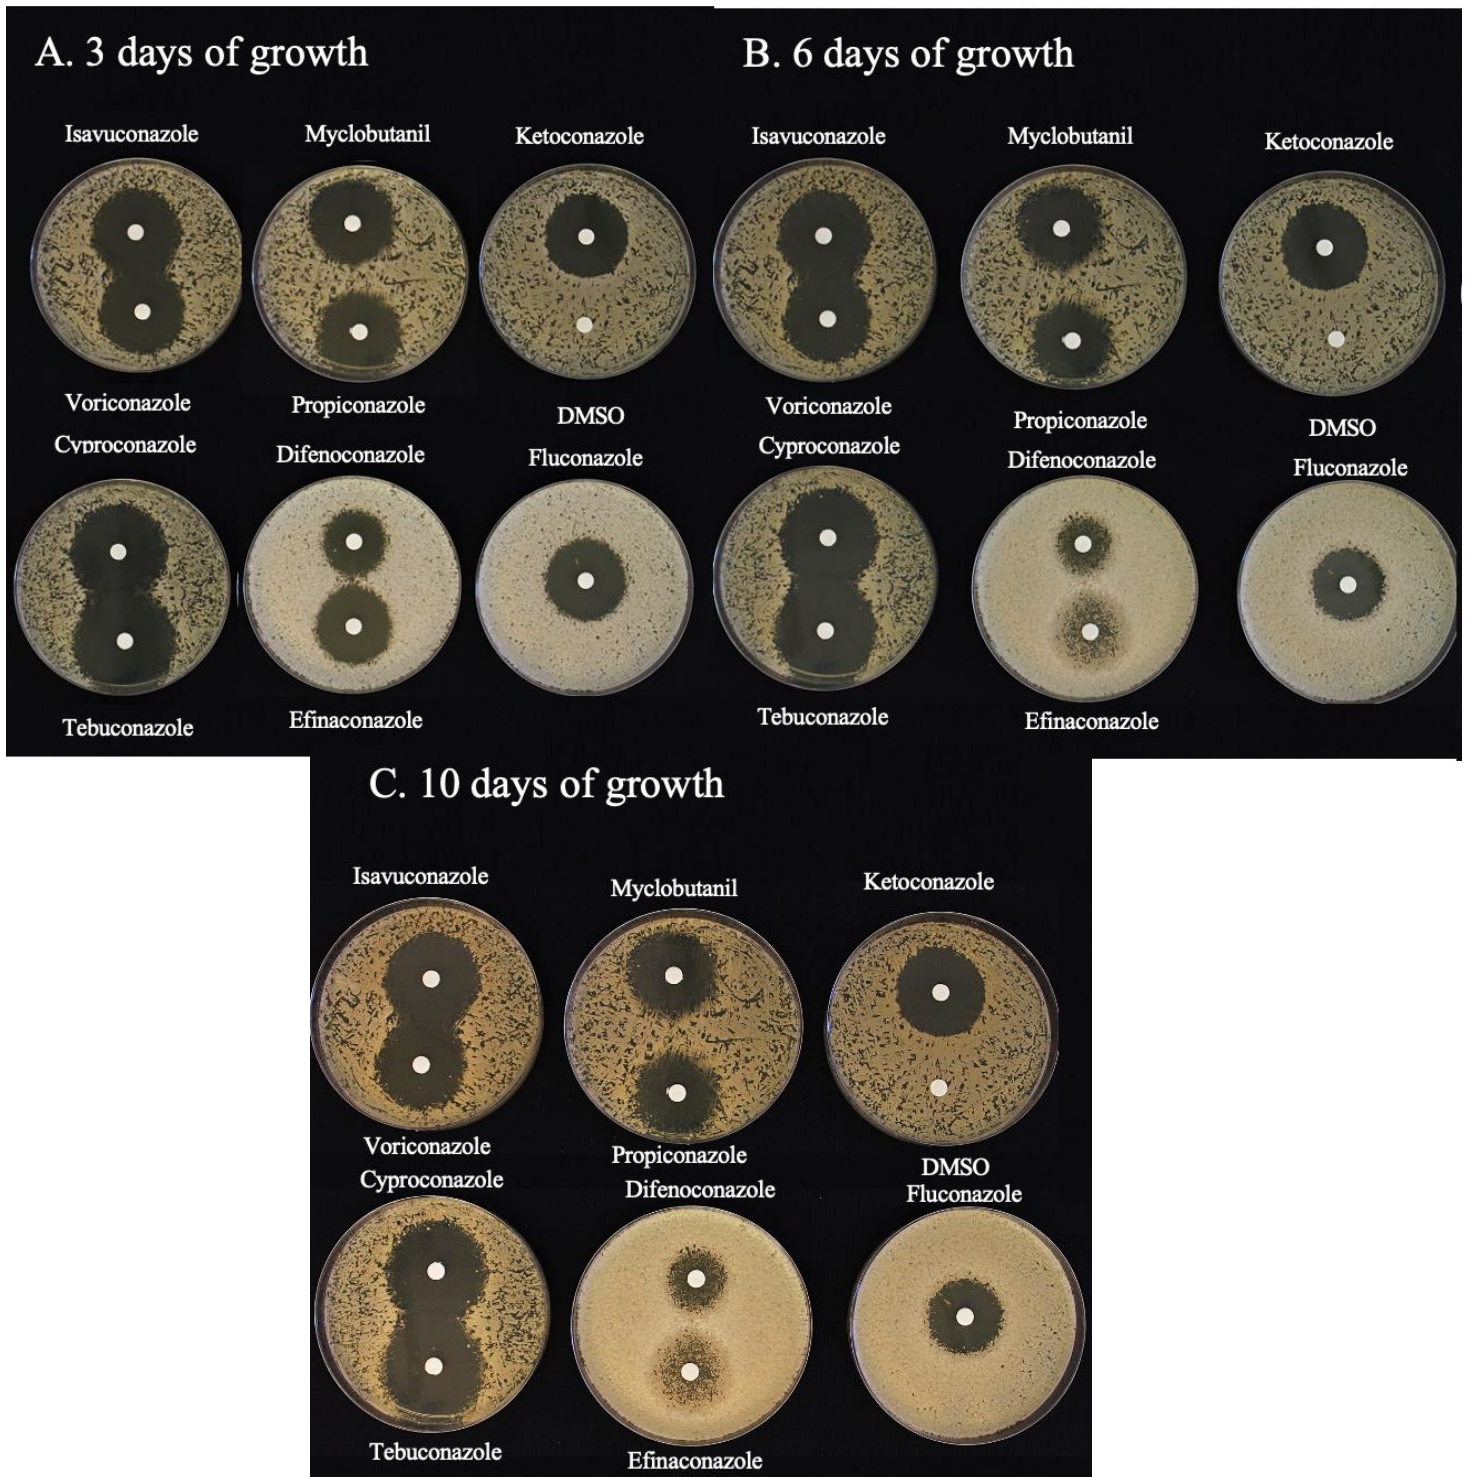 A. 3 days of growth
Isavuconazole
Myclobutanil
Ketoconazole
Voriconazole
Propiconazole
DMSO
Cyproconazole
Difenoconazole
Fluconazole
Tebuconazole
Efinaconazole
B. 6 days of growth
Isavuconazole
Myclobutanil
Ketoconazole
Voriconazole
Propiconazole
DMSO
Cyproconazole
Difenoconazole
Fluconazole
Tebuconazole
Efinaconazole
C. 10 days of growth
Isavuconazole
Myclobutanil
Ketoconazole
Voriconazole
Propiconazole
DMSO
Cyproconazole
Difenoconazole
Fluconazole
Tebuconazole
Efinaconazole